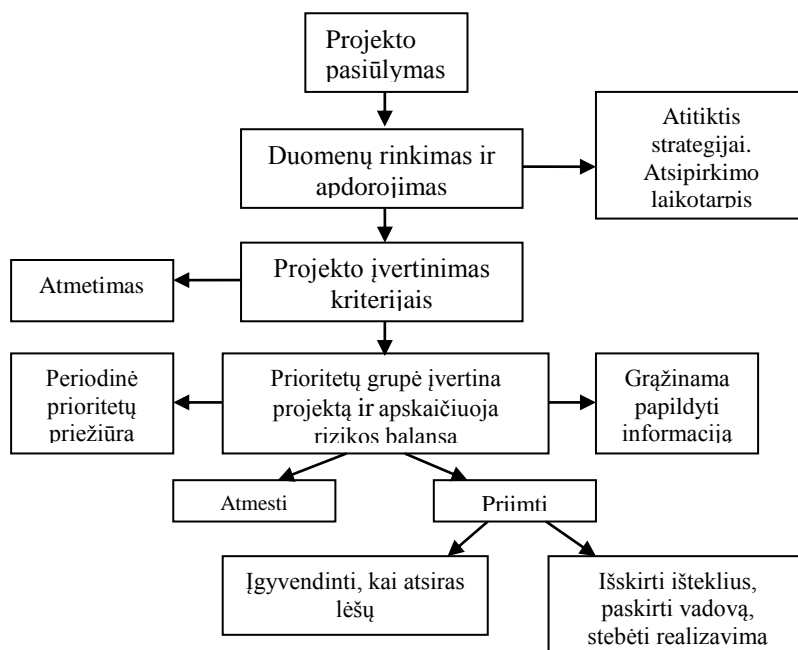 Projekto
pasiūlymas
Duomenų rinkimas ir
apdorojimas
Atitiktis
strategijai.
Atsipirkimo
laikotarpis
Projekto įvertinimas
kriterijais
Atmetimas
Periodinė
prioritetų
priežiūra
Prioritetų grupė įvertina
projektą ir apskaičiuoja
rizikos balansą
Grąžinama
papildyti
informaciją
Atmesti
Priimti
Įgyvendinti, kai atsiras
lėšų
Išskirti išteklius,
paskirti vadovą,
stebėti realizavimą